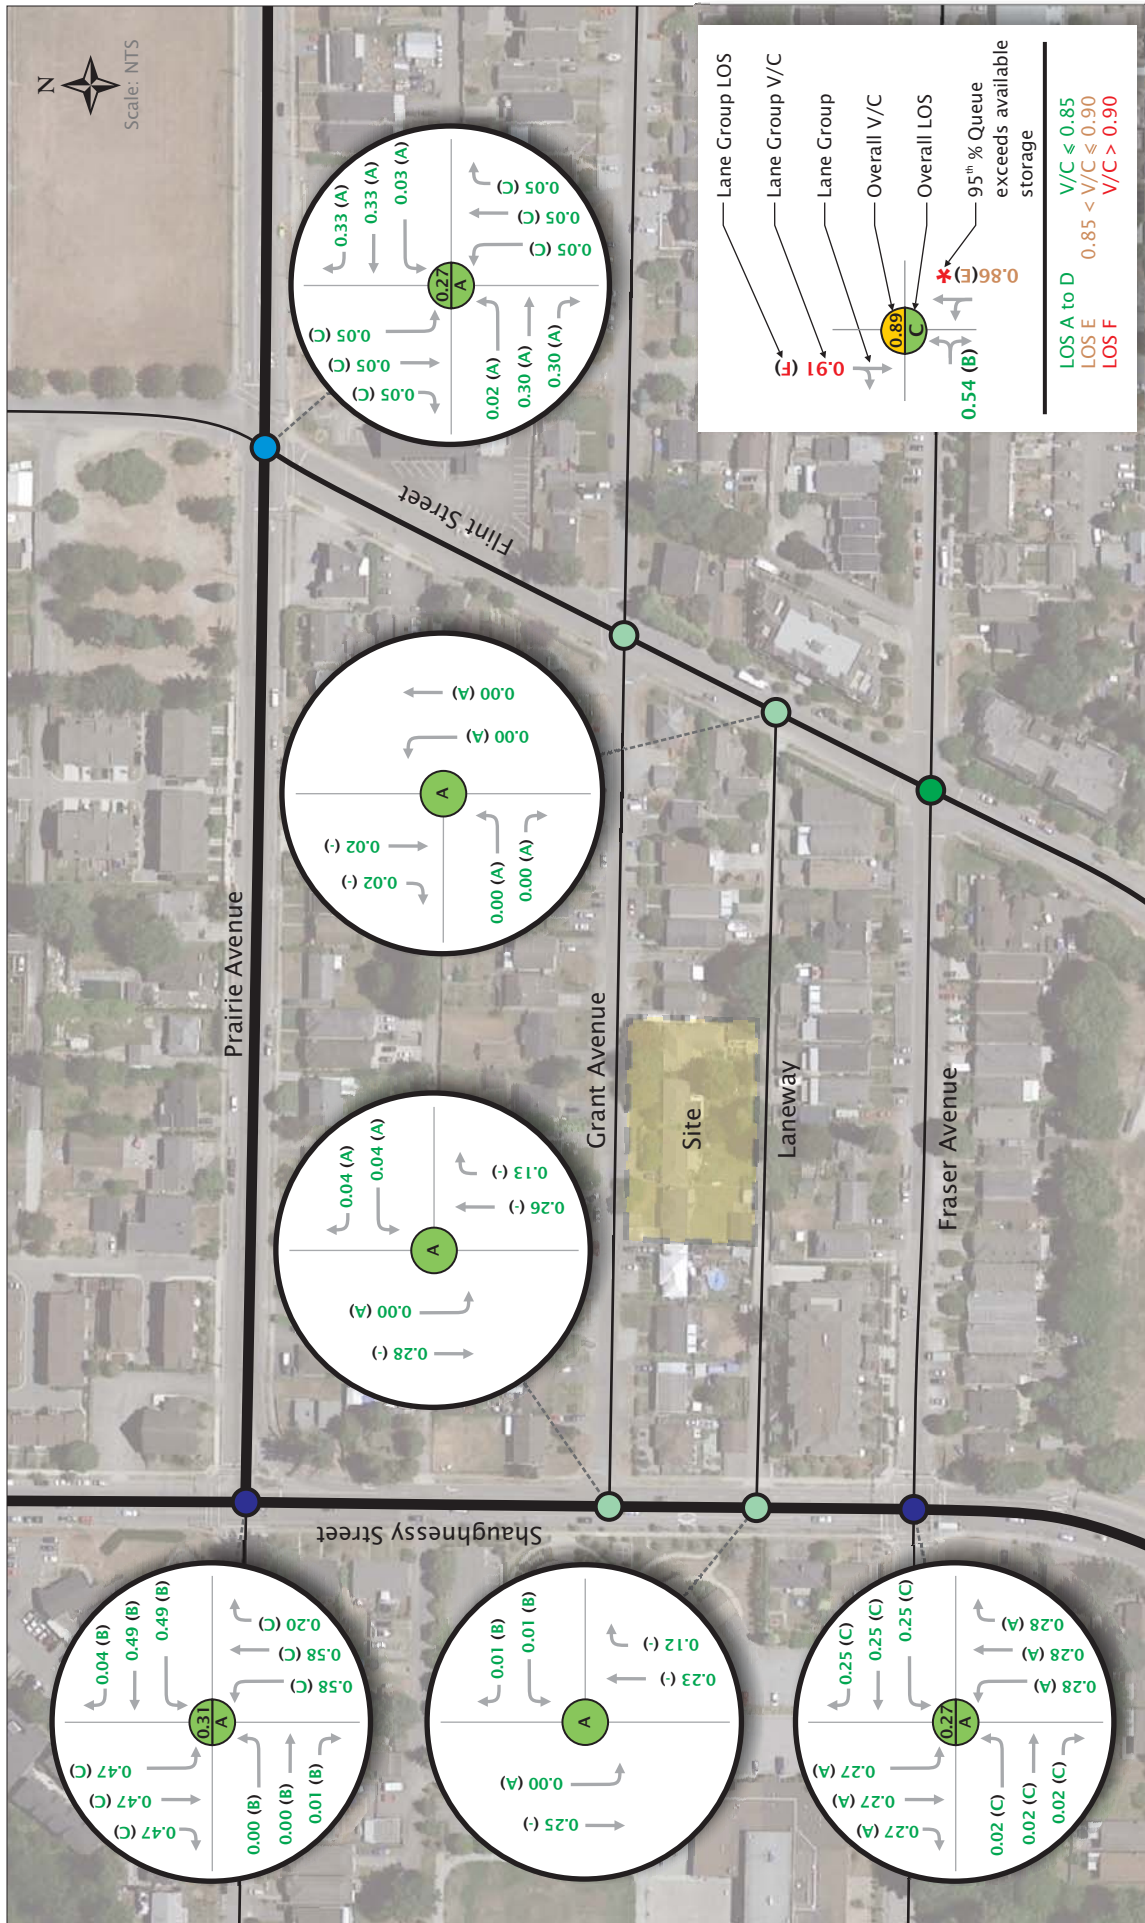 N
Scale: NTS
Prairie Avenue
Grant Avenue
Laneway
Fraser Avenue
Flint Street
Shaughnessy Street
Site
0.04 (B)
0.49 (B)
0.49 (B)
0.47 (C)
0.47 (C)
0.47 (C)
0.31
A
0.00 (B)
0.00 (B)
0.01 (B)
0.58 (C)
0.58 (C)
0.20 (C)
0.04 (A)
0.04 (A)
0.28 (-)
0.00 (A)
A
0.26 (-)
0.13 (-)
0.01 (B)
0.01 (B)
0.25 (-)
0.00 (A)
A
0.23 (-)
0.12 (-)
0.25 (C)
0.25 (C)
0.25 (C)
0.27 (A)
0.27 (A)
0.27 (A)
0.27
A
0.02 (C)
0.02 (C)
0.02 (C)
0.28 (A)
0.28 (A)
0.28 (A)
0.02 (-)
0.02 (-)
A
0.00 (A)
0.00 (A)
0.00 (A)
0.00 (A)
0.33 (A)
0.33 (A)
0.03 (A)
0.05 (C)
0.05 (C)
0.05 (C)
0.27
A
0.02 (A)
0.30 (A)
0.30 (A)
0.05 (C)
0.05 (C)
0.05 (C)
Lane Group LOS
Lane Group V/C
Lane Group
Overall V/C
Overall LOS
95th % Queue
exceeds available
storage
0.91 (F)
0.89
C
0.54 (B)
0.86(E)*
LOS A to D V/C ≤ 0.85
LOS E 0.85 < V/C ≤ 0.90
LOS F V/C > 0.90